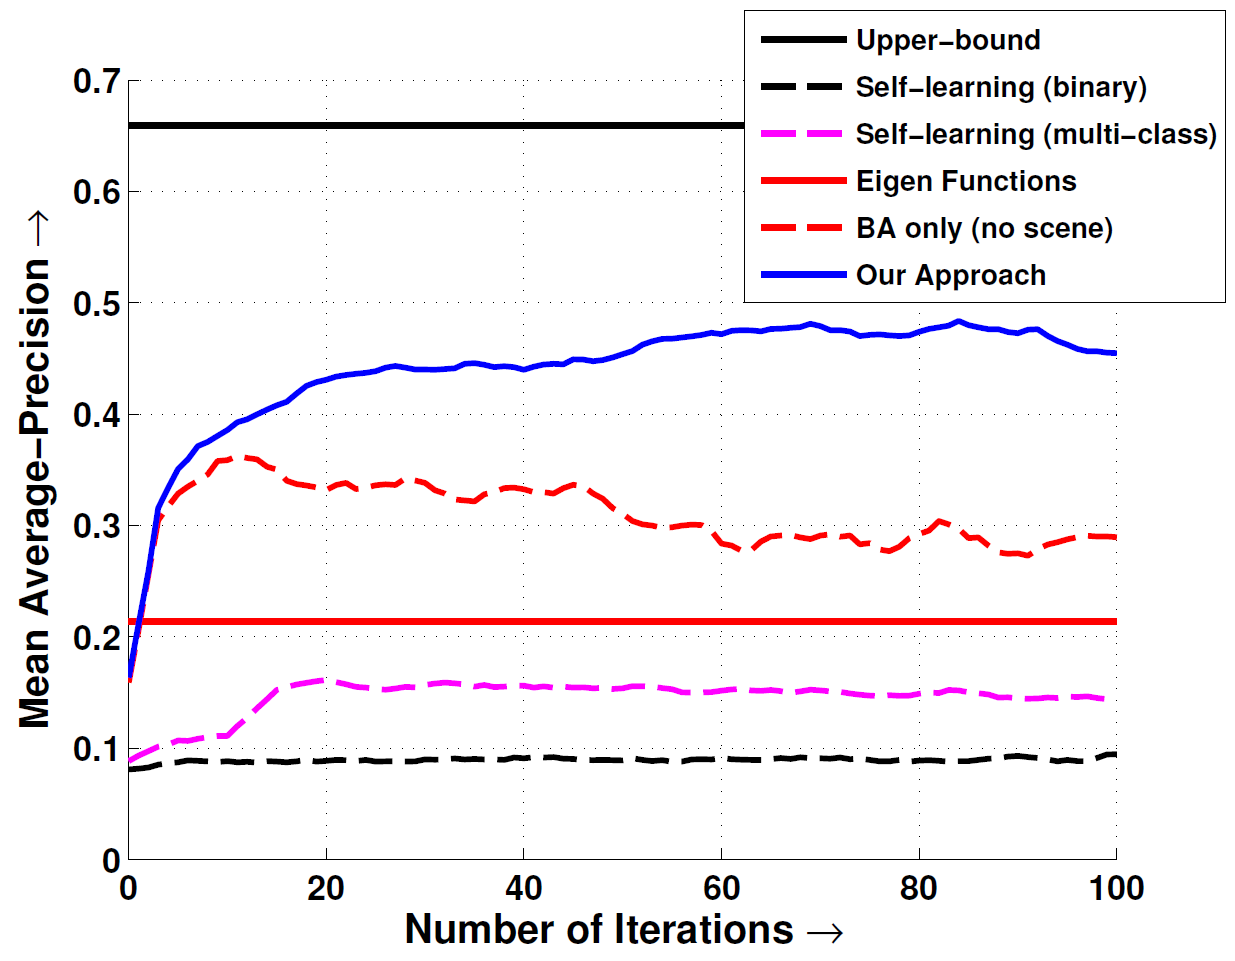 Upper-bound
Self-learning (binary)
Self-learning (multi-class)
Eigen Functions
BA only (no scene)
Our Approach
0.7
0.6
0.5
0.4
0.3
0.2
0.1
0
Mean Average-Precision →
0 20 40 60 80 100
Number of Iterations →